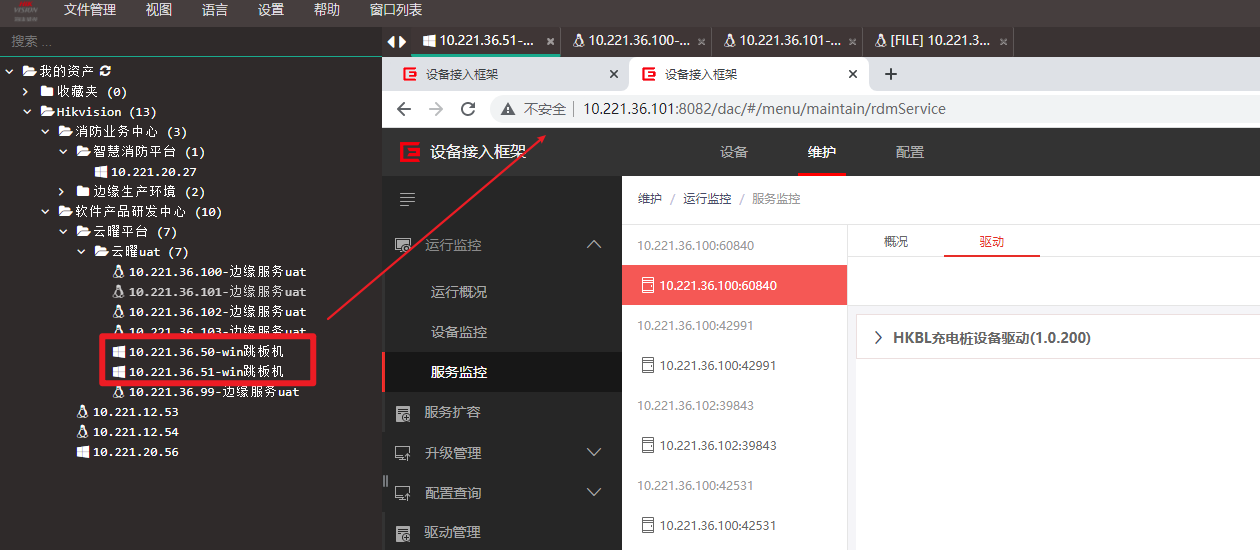 文件管理 视图 语言 设置 帮助 窗口列表
搜索 ...
我的资产
收藏夹 (0)
Hikvision (13)
消防业务中心 (3)
智慧消防平台 (1)
10.221.20.27
边缘生产环境 (2)
软件产品研发中心 (10)
云曜平台 (7)
云曜uat (7)
10.221.36.100-边缘服务uat
10.221.36.101-边缘服务uat
10.221.36.102-边缘服务uat
10.221.36.103-边缘服务uat
10.221.36.50-win跳板机
10.221.36.51-win跳板机
10.221.36.99-边缘服务uat
10.221.12.53
10.221.12.54
10.221.20.56
10.221.36.51-... 10.221.36.100-... 10.221.36.101-... [FILE] 10.221.3...
设备接入框架 设备接入框架
不安全 10.221.36.101:8082/dac/#/menu/maintain/rdmService
设备接入框架 设备 维护 配置
运行监控
运行概况
设备监控
服务监控
服务扩容
升级管理
配置查询
驱动管理
维护 / 运行监控 / 服务监控
10.221.36.100:60840
10.221.36.100:60840
10.221.36.100:42991
10.221.36.100:42991
10.221.36.102:39843
10.221.36.102:39843
10.221.36.100:42531
10.221.36.100:42531
概况 驱动
HKBL充电桩设备驱动(1.0.200)